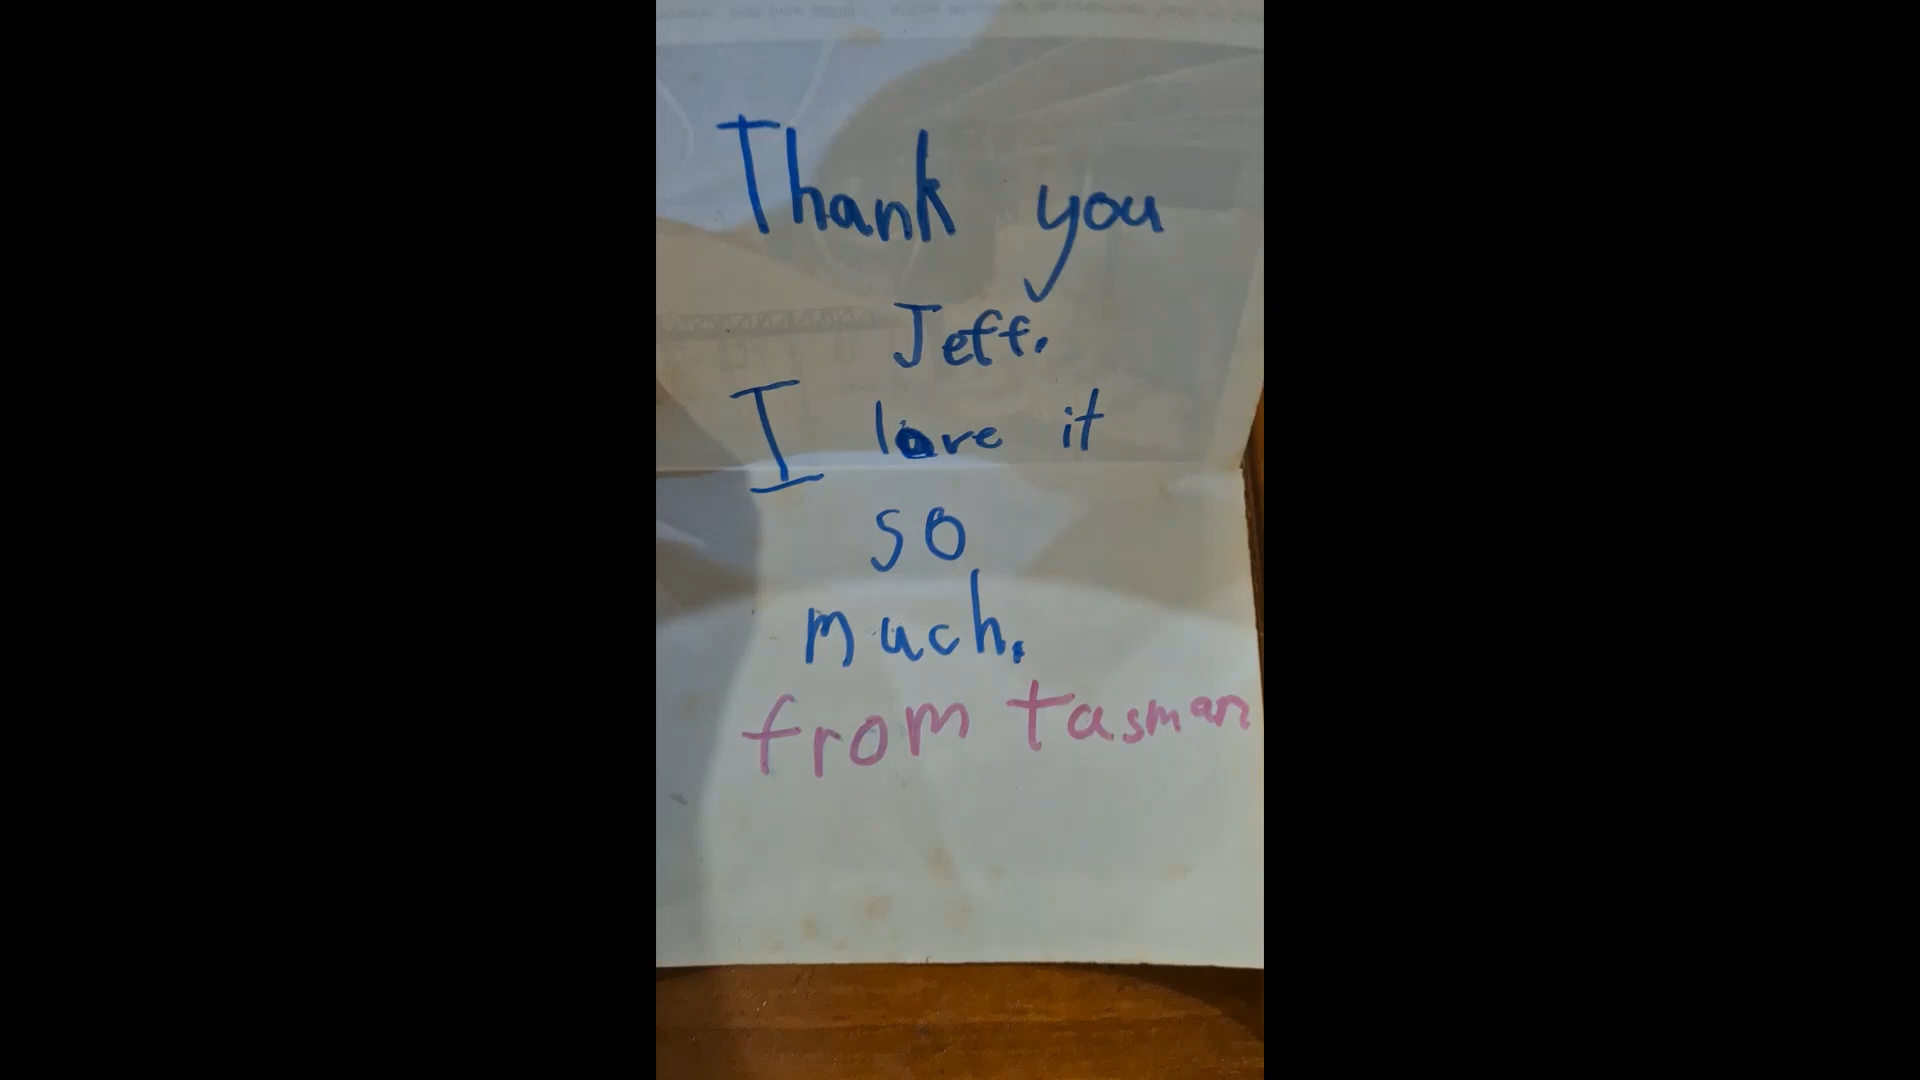 Thank you
Jeff.
I love it
so
much.
from tasman